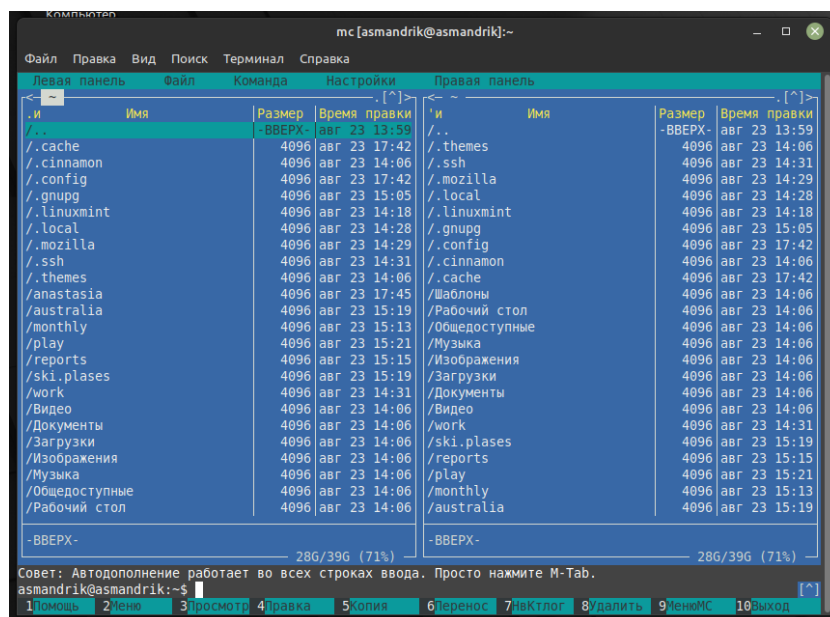 Компьютер
mc [asmandrik@asmandrik]:~
Файл Правка Вид Поиск Терминал Справка
Левая панель Файл Команда Настройки Правая панель
<- ~ .[^]> <- ~ .[^]>
.и Имя Размер Время правки 'и Имя Размер Время правки
/.. -ВВЕРХ- авг 23 13:59 /.. -ВВЕРХ- авг 23 13:59
/.cache 4096 авг 23 17:42 /.themes 4096 авг 23 14:06
/.cinnamon 4096 авг 23 14:06 /.ssh 4096 авг 23 14:31
/.config 4096 авг 23 17:42 /.mozilla 4096 авг 23 14:29
/.gnupg 4096 авг 23 15:05 /.local 4096 авг 23 14:28
/.linuxmint 4096 авг 23 14:18 /.linuxmint 4096 авг 23 14:18
/.local 4096 авг 23 14:28 /.gnupg 4096 авг 23 15:05
/.mozilla 4096 авг 23 14:29 /.config 4096 авг 23 17:42
/.ssh 4096 авг 23 14:31 /.cinnamon 4096 авг 23 14:06
/.themes 4096 авг 23 14:06 /.cache 4096 авг 23 17:42
/anastasia 4096 авг 23 17:45 /Шаблоны 4096 авг 23 14:06
/australia 4096 авг 23 15:19 /Рабочий стол 4096 авг 23 14:06
/monthly 4096 авг 23 15:13 /Общедоступные 4096 авг 23 14:06
/play 4096 авг 23 15:21 /Музыка 4096 авг 23 14:06
/reports 4096 авг 23 15:15 /Изображения 4096 авг 23 14:06
/ski.plases 4096 авг 23 15:19 /Загрузки 4096 авг 23 14:06
/work 4096 авг 23 14:31 /Документы 4096 авг 23 14:06
/Видео 4096 авг 23 14:06 /Видео 4096 авг 23 14:06
/Документы 4096 авг 23 14:06 /work 4096 авг 23 14:31
/Загрузки 4096 авг 23 14:06 /ski.plases 4096 авг 23 15:19
/Изображения 4096 авг 23 14:06 /reports 4096 авг 23 15:15
/Музыка 4096 авг 23 14:06 /play 4096 авг 23 15:21
/Общедоступные 4096 авг 23 14:06 /monthly 4096 авг 23 15:13
/Рабочий стол 4096 авг 23 14:06 /australia 4096 авг 23 15:19
-ВВЕРХ- -ВВЕРХ-
28G/39G (71%) 28G/39G (71%)
Совет: Автодополнение работает во всех строках ввода. Просто нажмите M-Tab.
asmandrik@asmandrik:~$ [^]
1Помощь 2Меню 3Просмотр 4Правка 5Копия 6Перенос 7НвКтлог 8Удалить 9МенюМС 10Выход